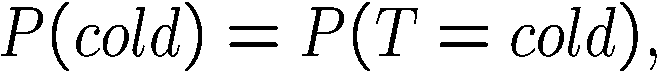 P(cold) = P(T = cold),